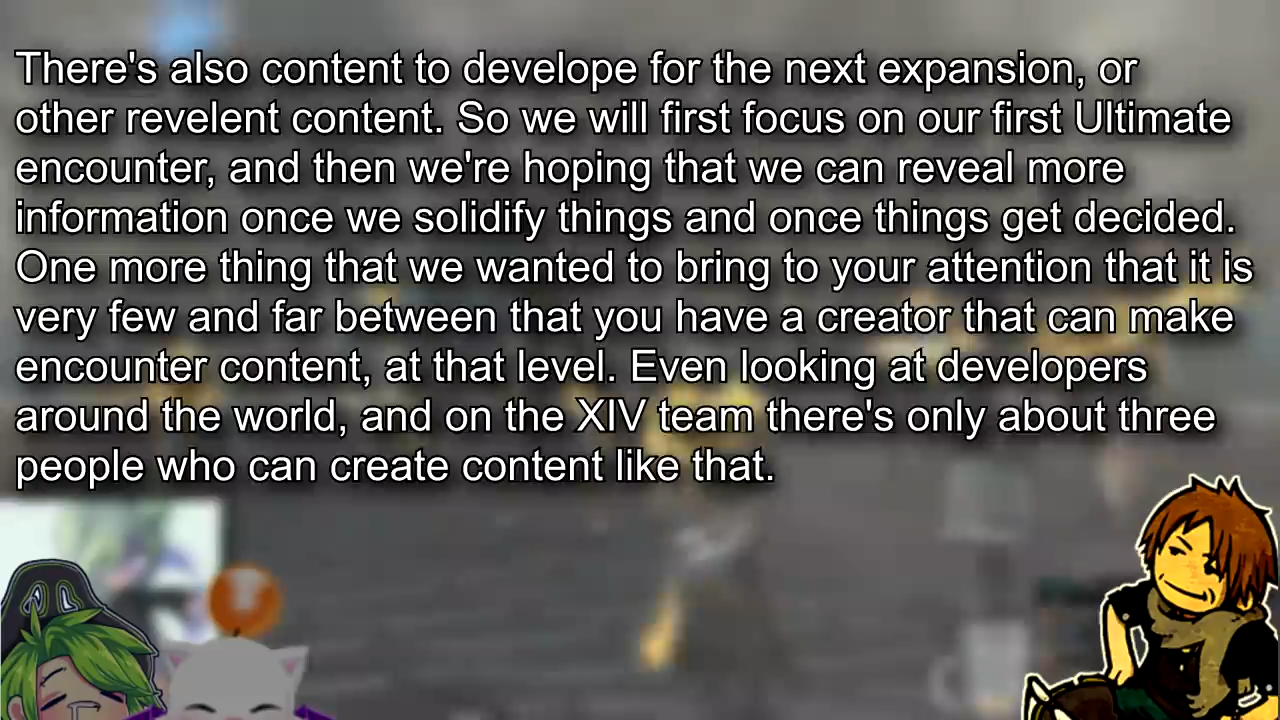 There's also content to develope for the next expansion, or
other revelent content. So we will first focus on our first Ultimate
encounter, and then we're hoping that we can reveal more
information once we solidify things and once things get decided.
One more thing that we wanted to bring to your attention that it is
very few and far between that you have a creator that can make
encounter content, at that level. Even looking at developers
around the world, and on the XIV team there's only about three
people who can create content like that.